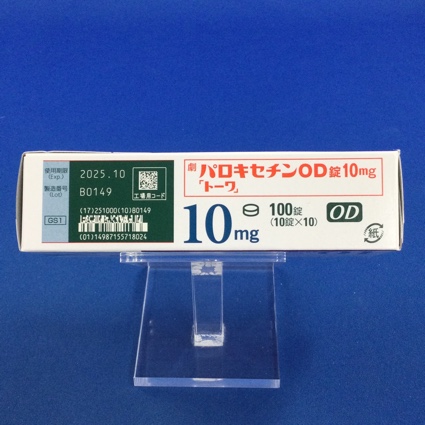 使用期限
(Exp.)
2025.10
製造番号
(Lot)
B0149
工場用コード
GS1
(17)251000(10)B0149
(01)14987155718024
劇 パロキセチンOD錠10mg
「トーワ」
10mg
100錠
(10錠×10)
OD
紙